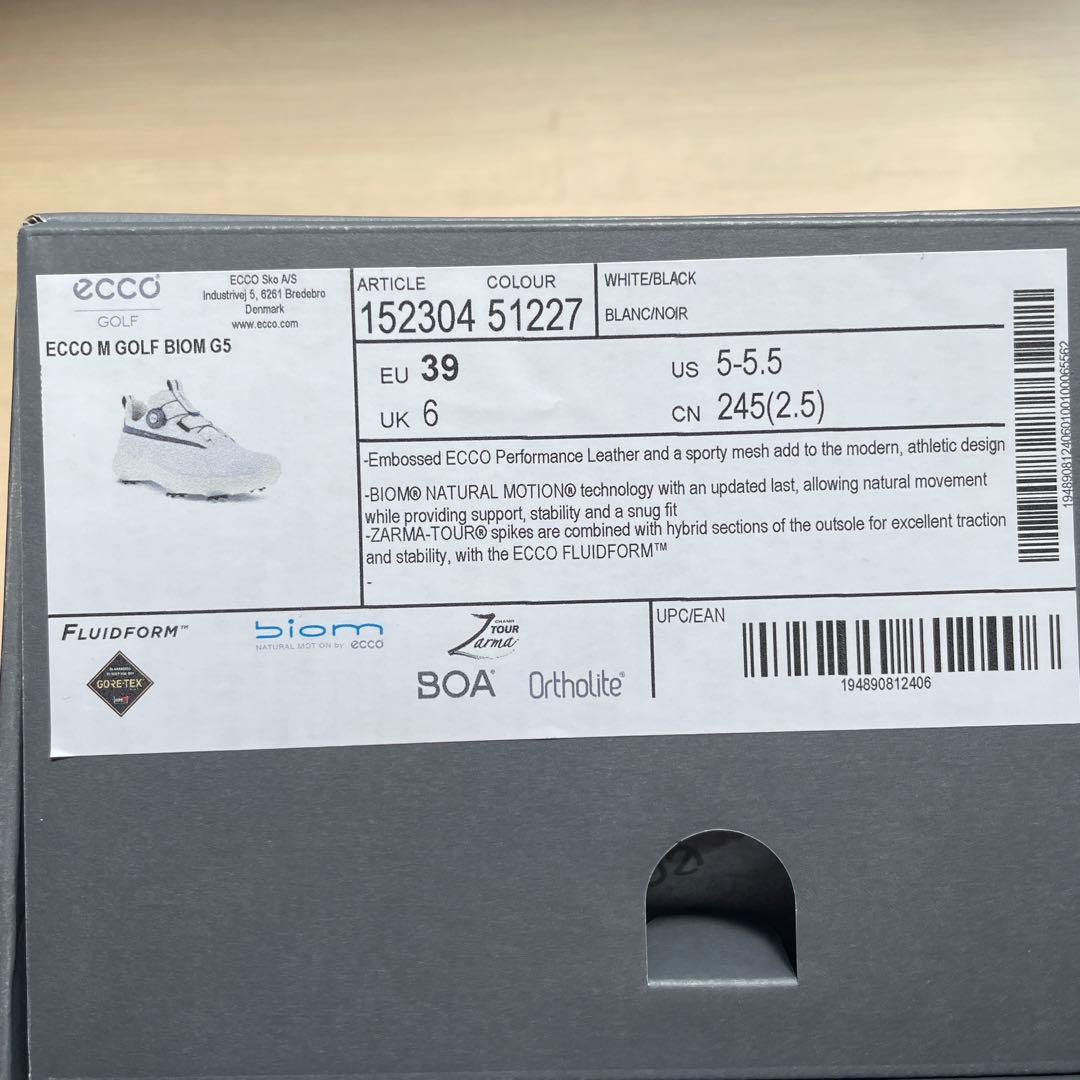 ecco
GOLF
ECCO Sko A/S
Industrivej 5, 6261 Bredebro
Denmark
www.ecco.com
ECCO M GOLF BIOM G5
ARTICLE COLOUR
152304 51227
WHITE/BLACK
BLANC/NOIR
EU 39
US 5-5.5
UK 6
CN 245(2.5)
-Embossed ECCO Performance Leather and a sporty mesh add to the modern, athletic design
-BIOM® NATURAL MOTION® technology with an updated last, allowing natural movement
while providing support, stability and a snug fit
-ZARMA-TOUR® spikes are combined with hybrid sections of the outsole for excellent traction
and stability, with the ECCO FLUIDFORM™
-
FLUIDFORM™
GORE-TEX
biom
NATURAL MOTION by ecco
CHAMP
TOUR
Zarma
BOA®
Ortholite®
UPC/EAN
194890812406